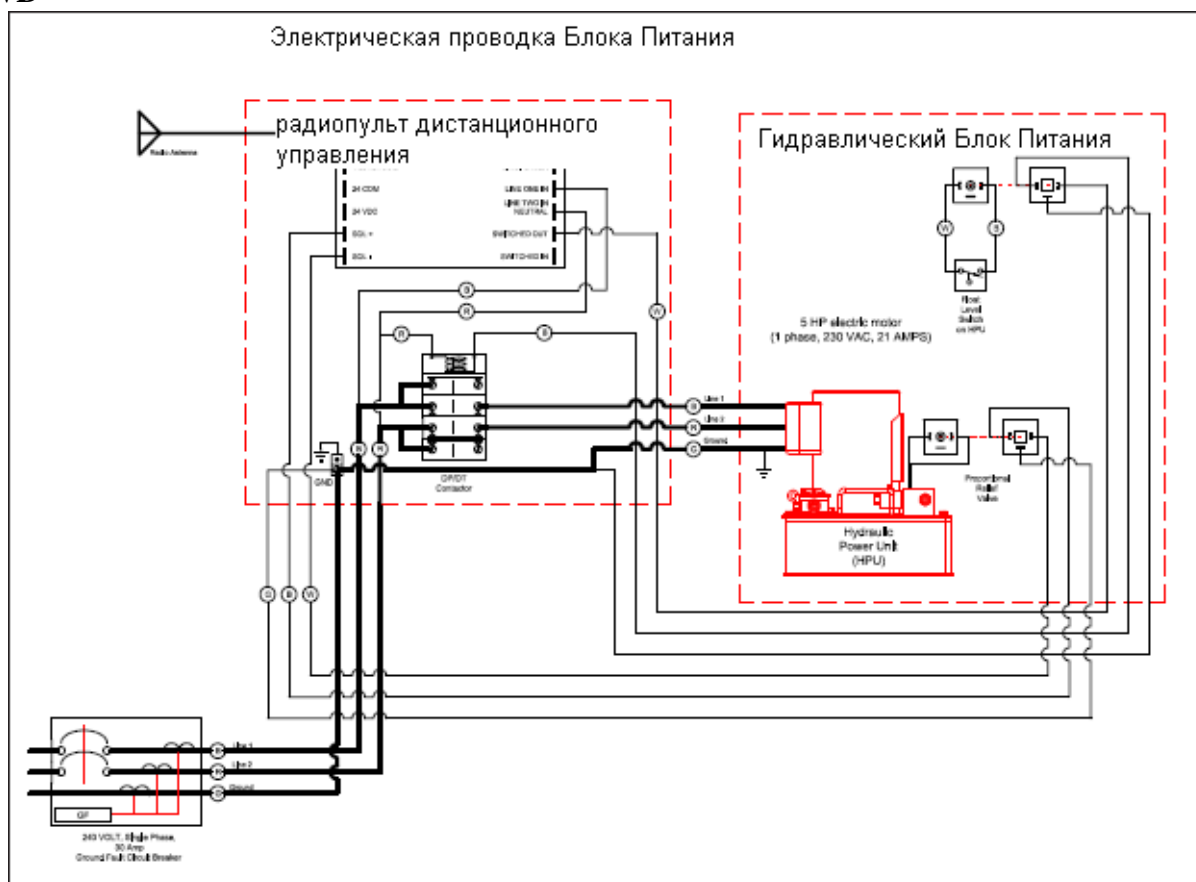 Электрическая проводка Блока Питания
радиопульт дистанционного
управления
Radio Antenna
Гидравлический Блок Питания
24 COM
LINE ONE IN
24 VDC
LINE TWO IN
NEUTRAL
SWITCHED OUT
SWITCHED IN
B
R
R
B
W
W
B
Float
Level
Switch
on HPU
5 HP electric motor
(1 phase, 230 VAC, 21 AMPS)
Line 1
Line 2
Ground
B
R
G
B
R
GND
DP/DT
Contactor
Proportional
Relief
Valve
Hydraulic
Power Unit
(HPU)
G
B
W
Line 1
Line 2
Ground
GF
240 VOLT, Single Phase,
30 Amp
Ground Fault Circuit Breaker